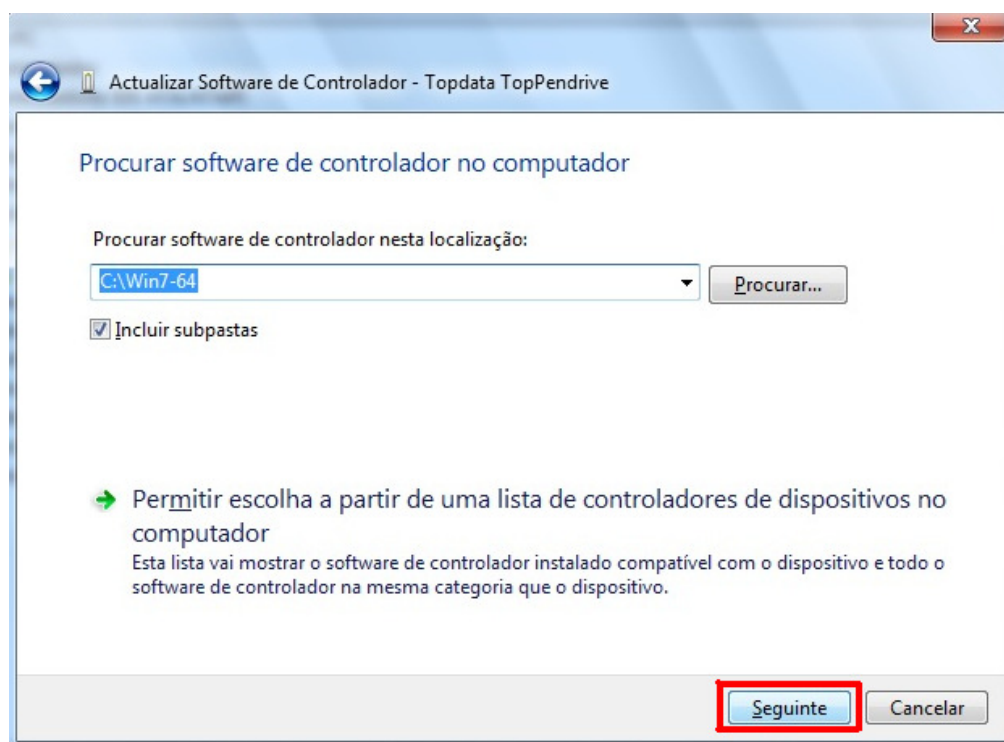 Actualizar Software de Controlador - Topdata TopPendrive
Procurar software de controlador no computador
Procurar software de controlador nesta localização:
C:\Win7-64
Procurar...
Incluir subpastas
Permitir escolha a partir de uma lista de controladores de dispositivos no
computador
Esta lista vai mostrar o software de controlador instalado compatível com o dispositivo e todo o
software de controlador na mesma categoria que o dispositivo.
Seguinte
Cancelar